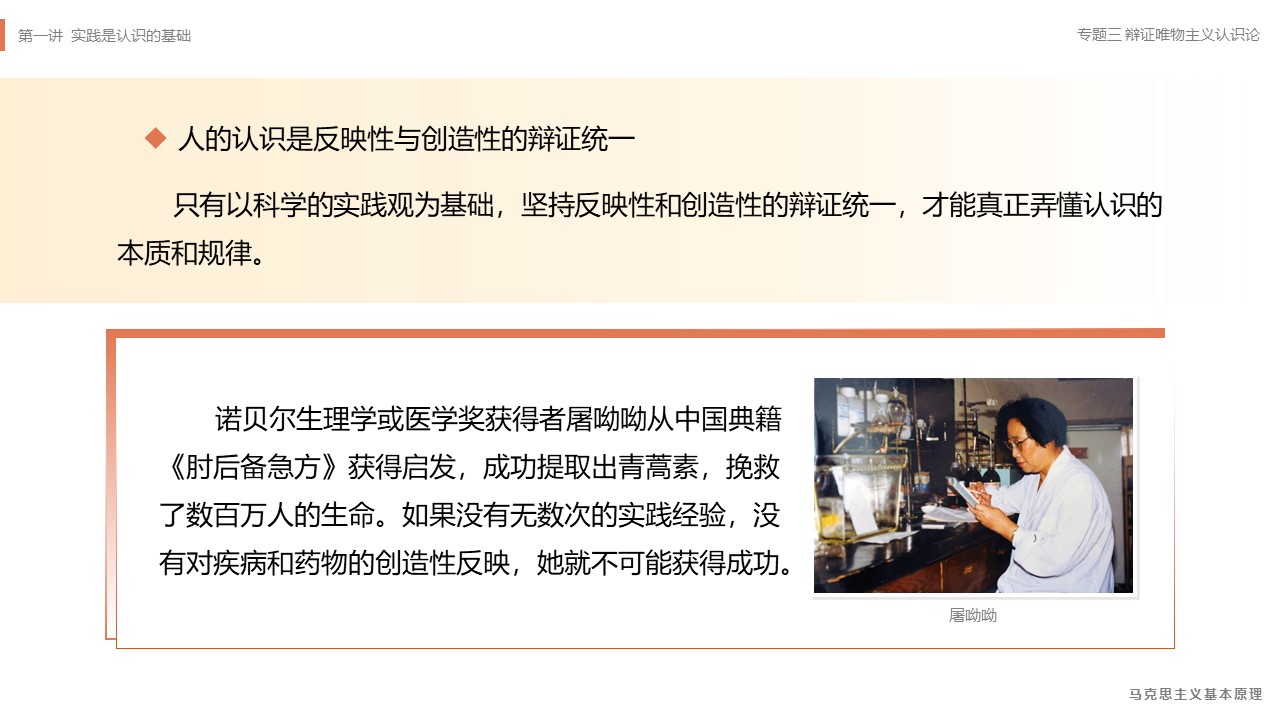 第一讲 实践是认识的基础
专题三 辩证唯物主义认识论
人的认识是反映性与创造性的辩证统一
只有以科学的实践观为基础，坚持反映性和创造性的辩证统一，才能真正弄懂认识的
本质和规律。
诺贝尔生理学或医学奖获得者屠呦呦从中国典籍
《肘后备急方》获得启发，成功提取出青蒿素，挽救
了数百万人的生命。如果没有无数次的实践经验，没
有对疾病和药物的创造性反映，她就不可能获得成功。
屠呦呦
马克思主义基本原理